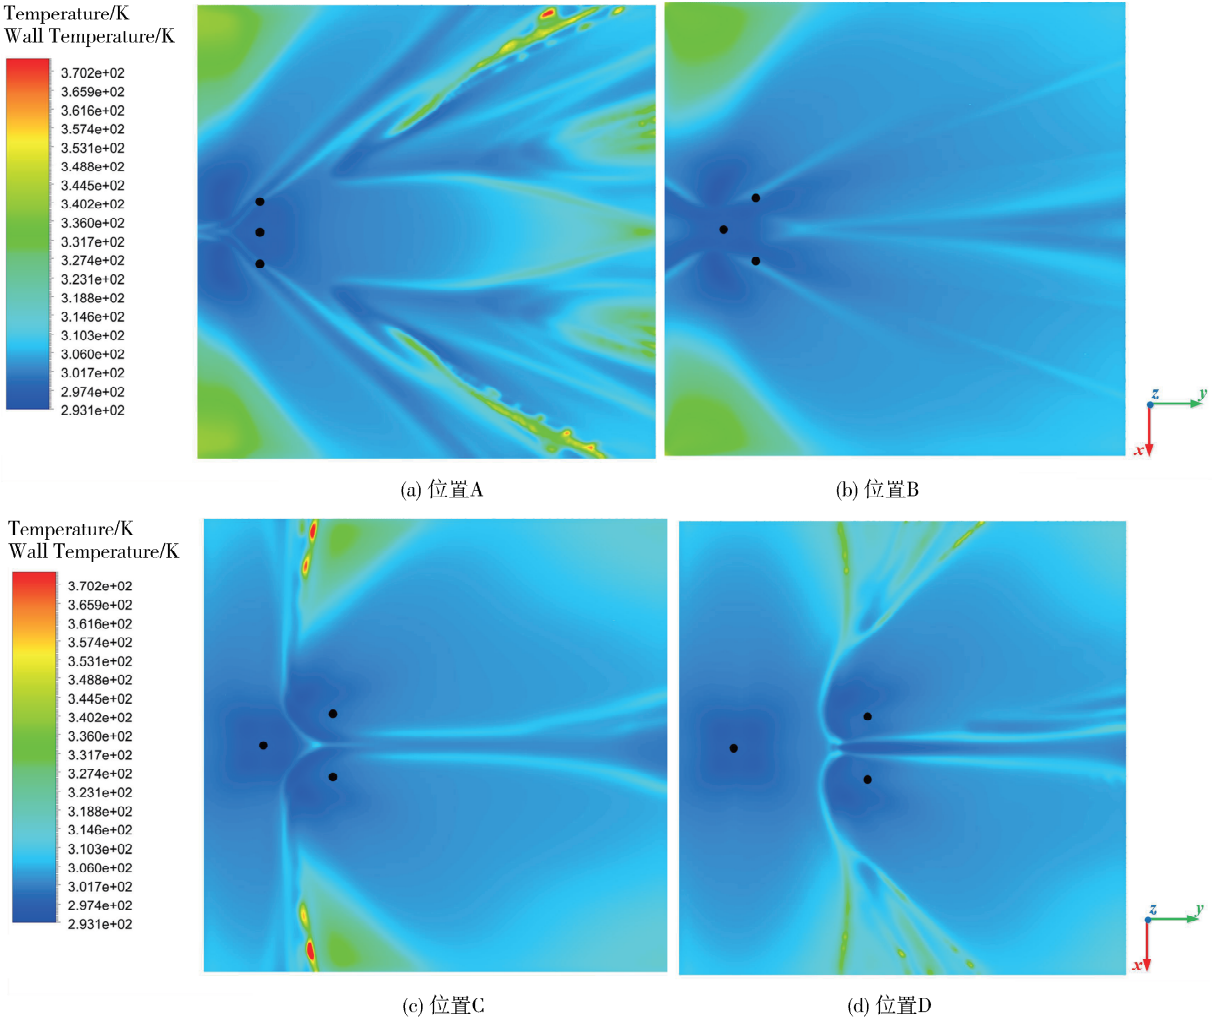 Temperature/K
Wall Temperature/K
3.702e+02
3.659e+02
3.616e+02
3.574e+02
3.531e+02
3.488e+02
3.445e+02
3.402e+02
3.360e+02
3.317e+02
3.274e+02
3.231e+02
3.188e+02
3.146e+02
3.103e+02
3.060e+02
3.017e+02
2.974e+02
2.931e+02
z
y
x
(a) 位置A
(b) 位置B
Temperature/K
Wall Temperature/K
3.702e+02
3.659e+02
3.616e+02
3.574e+02
3.531e+02
3.488e+02
3.445e+02
3.402e+02
3.360e+02
3.317e+02
3.274e+02
3.231e+02
3.188e+02
3.146e+02
3.103e+02
3.060e+02
3.017e+02
2.974e+02
2.931e+02
z
y
x
(c) 位置C
(d) 位置D